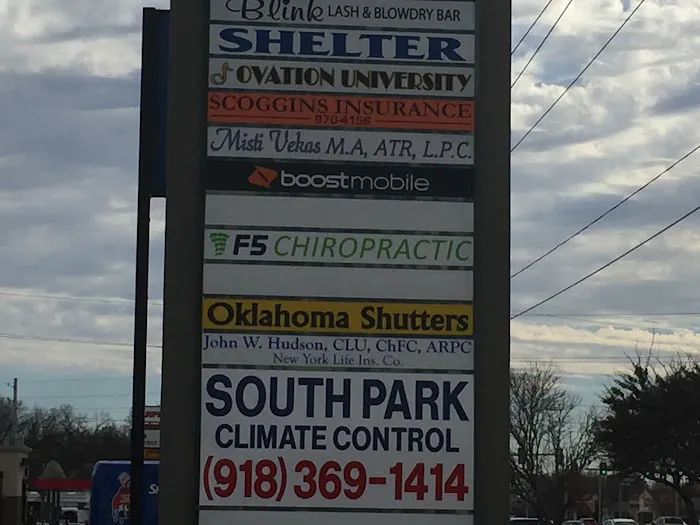 Blink LASH & BLOWDRY BAR
SHELTER
OVATION UNIVERSITY
SCOGGINS INSURANCE
970-4156
Misti Vekas M.A, ATR, L.P.C.
boostmobile
F5 CHIROPRACTIC
Oklahoma Shutters
John W. Hudson, CLU, ChFC, ARPC
New York Life Ins. Co.
SOUTH PARK
CLIMATE CONTROL
(918) 369-1414